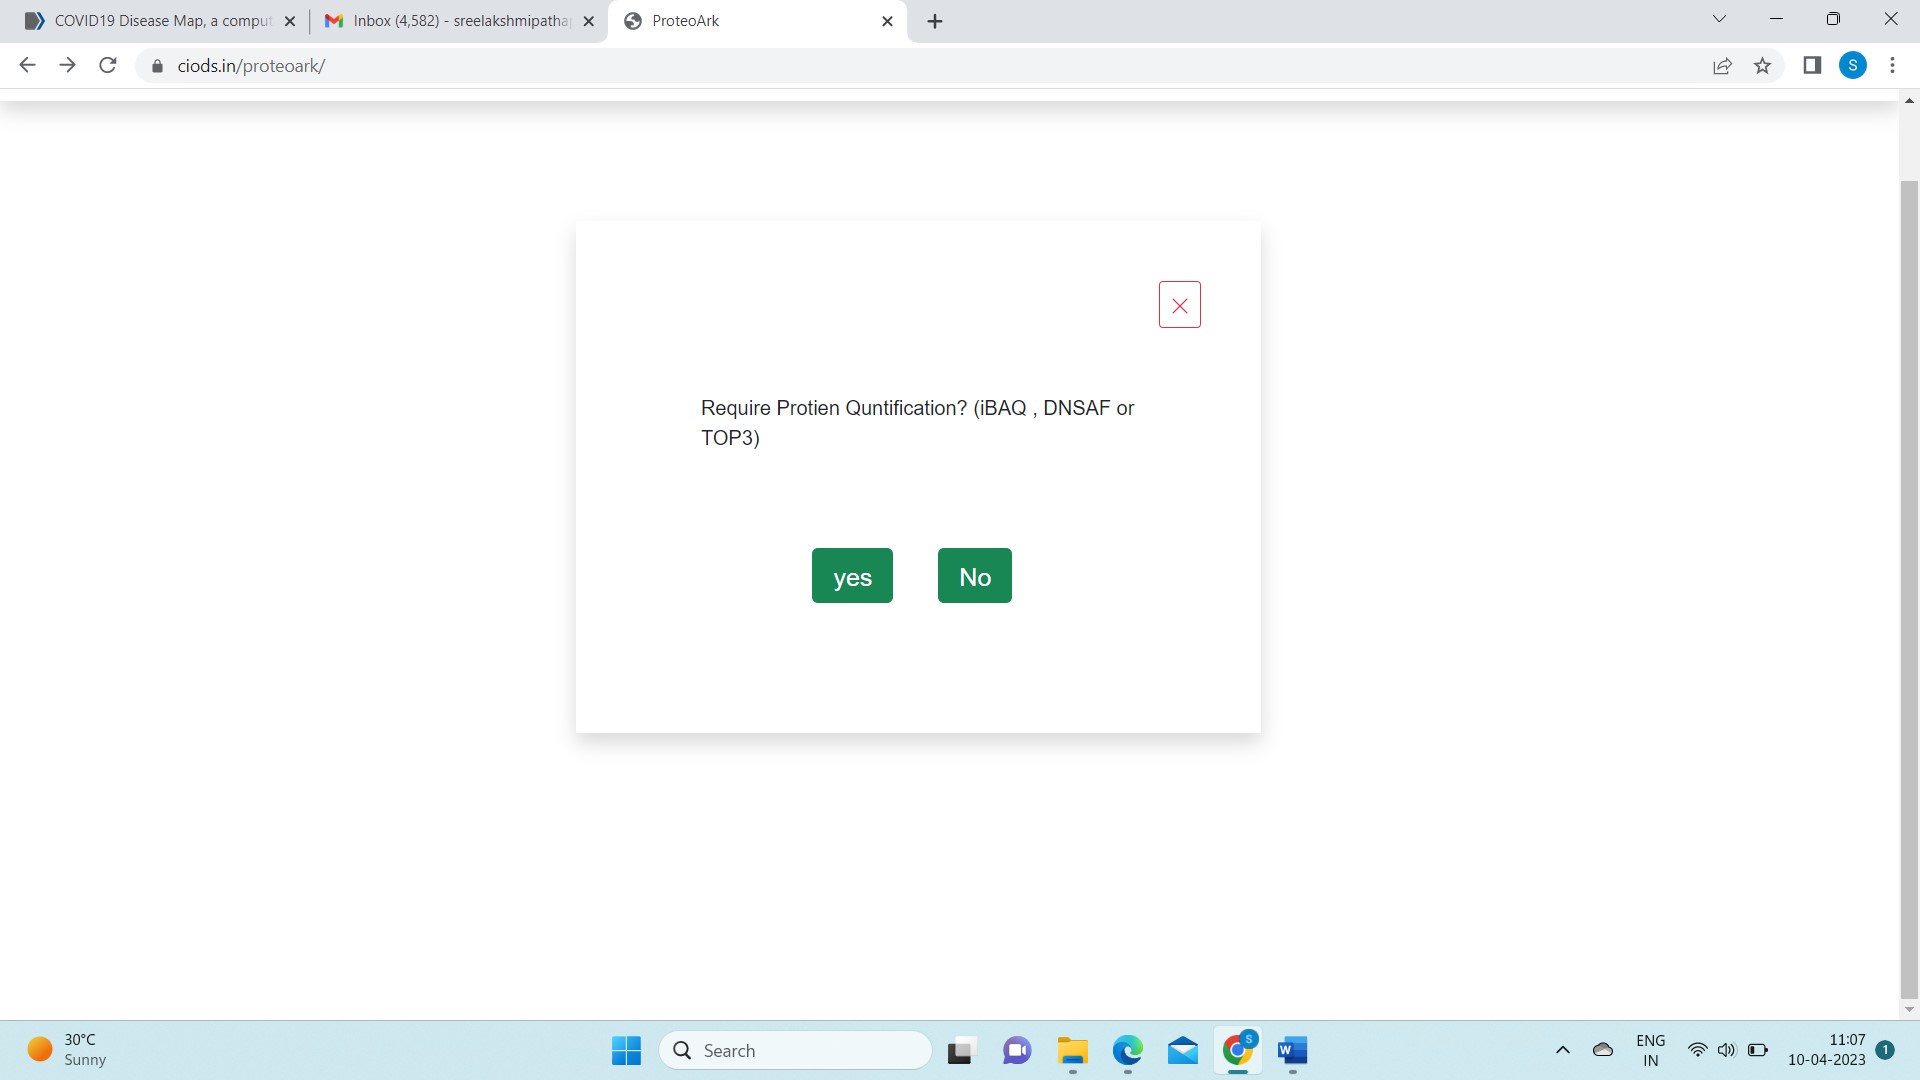 COVID19 Disease Map, a comput
Inbox (4,582) - sreelakshmipatha
ProteoArk
ciods.in/proteoark/
S
Require Protien Quntification? (iBAQ , DNSAF or
TOP3)
yes
No
30°C
Sunny
Search
S
W
ENG
IN
11:07
10-04-2023
1